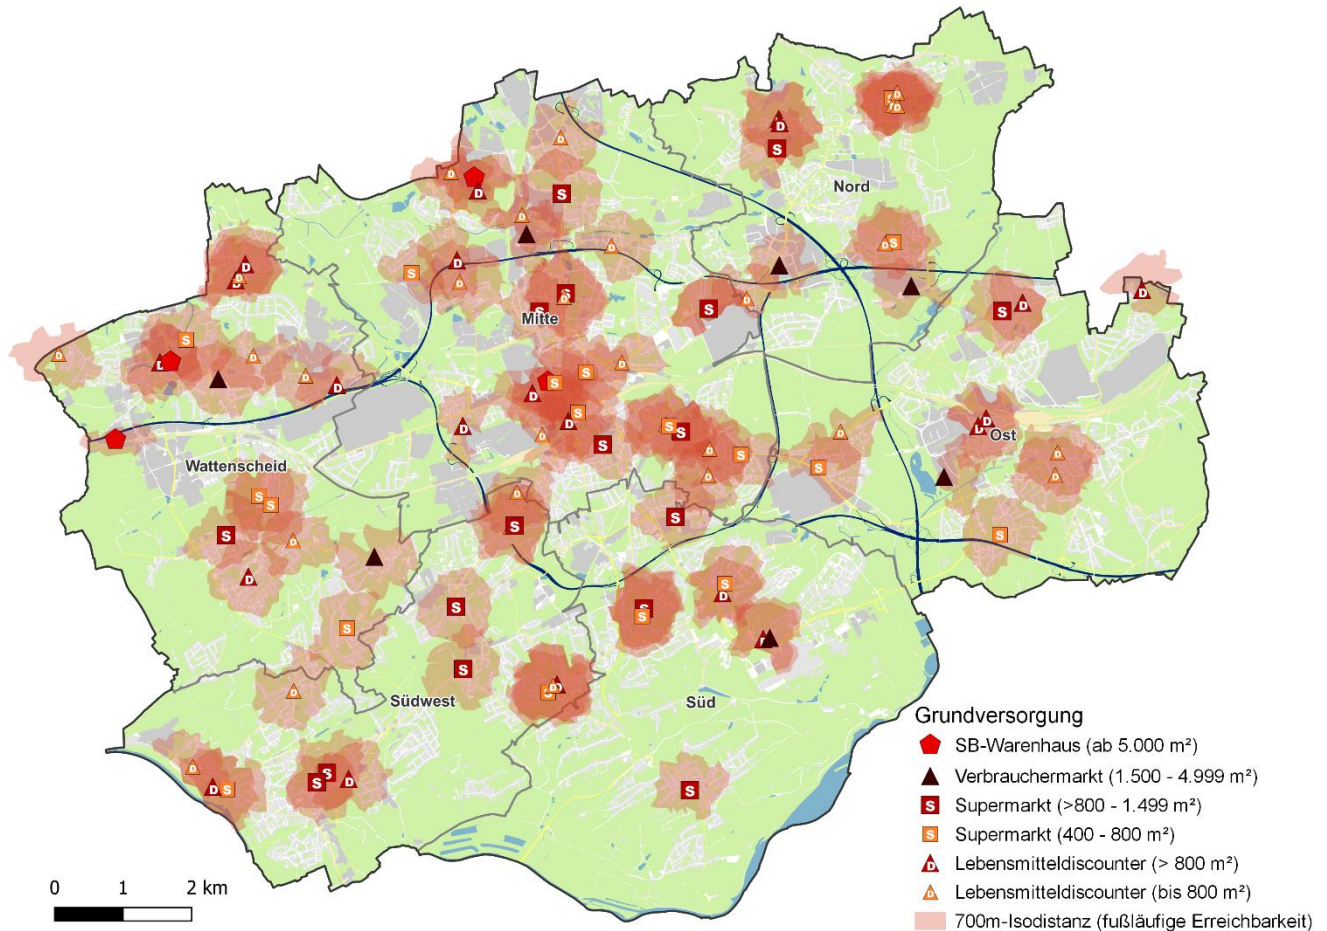 Nord
Mitte
Wattenscheid
Ost
Südwest
Süd
Grundversorgung
SB-Warenhaus (ab 5.000 m²)
Verbrauchermarkt (1.500 - 4.999 m²)
S Supermarkt (>800 - 1.499 m²)
S Supermarkt (400 - 800 m²)
D Lebensmitteldiscounter (> 800 m²)
D Lebensmitteldiscounter (bis 800 m²)
700m-Isodistanz (fußläufige Erreichbarkeit)
0 1 2 km